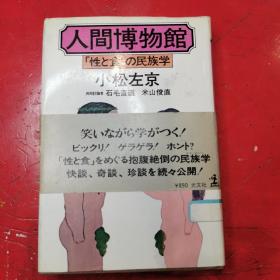 人間博物館
「性と食」の民族学
小松左京
石毛直道 米山俊直
笑いながら学がつく！
ビックリ！ ゲラゲラ！ ホント？
「性と食」をめぐる抱腹絶倒の民族学
快談、奇談、珍談を続々公開！
¥890 光文社